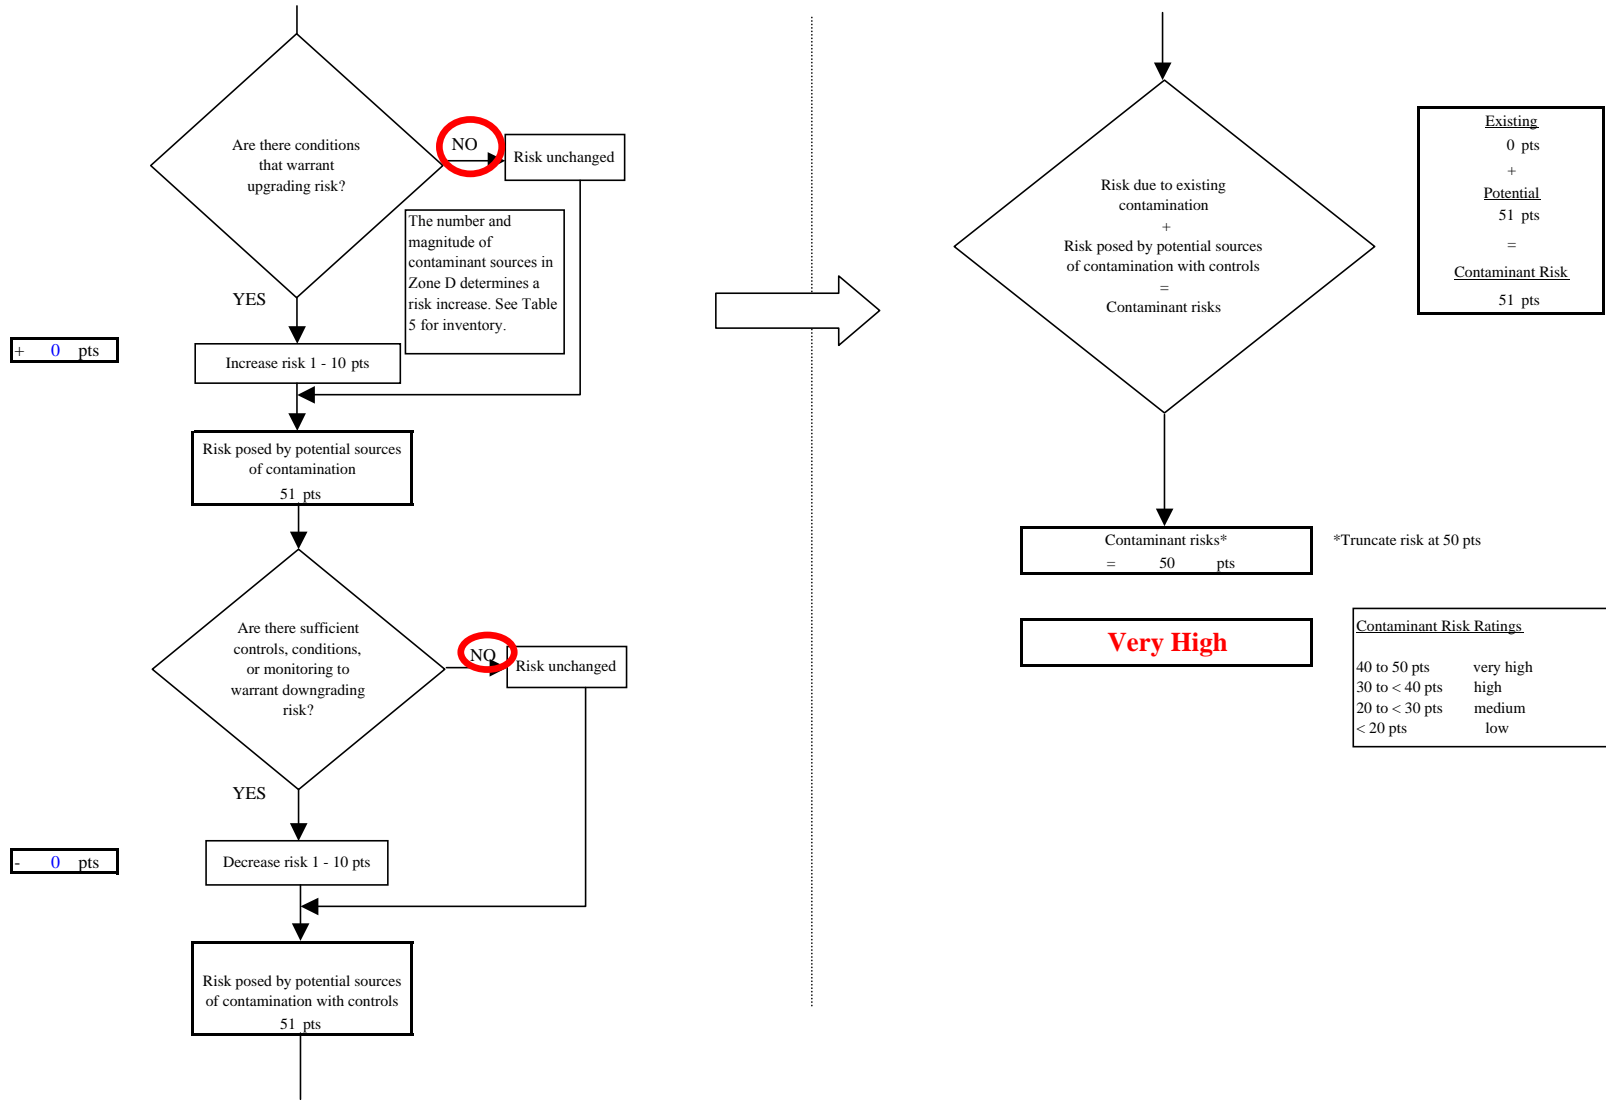 Are there conditions
that warrant
upgrading risk?
NO
Risk unchanged
The number and
magnitude of
contaminant sources in
Zone D determines a
risk increase. See Table
5 for inventory.
YES
+ 0 pts
Increase risk 1 - 10 pts
Risk posed by potential sources
of contamination
51 pts
Are there sufficient
controls, conditions,
or monitoring to
warrant downgrading
risk?
NO
Risk unchanged
YES
- 0 pts
Decrease risk 1 - 10 pts
Risk posed by potential sources
of contamination with controls
51 pts
Risk due to existing
contamination
+
Risk posed by potential sources
of contamination with controls
=
Contaminant risks
Existing
0 pts
+
Potential
51 pts
=
Contaminant Risk
51 pts
Contaminant risks*
= 50 pts
*Truncate risk at 50 pts
Very High
Contaminant Risk Ratings
40 to 50 pts very high
30 to < 40 pts high
20 to < 30 pts medium
< 20 pts low